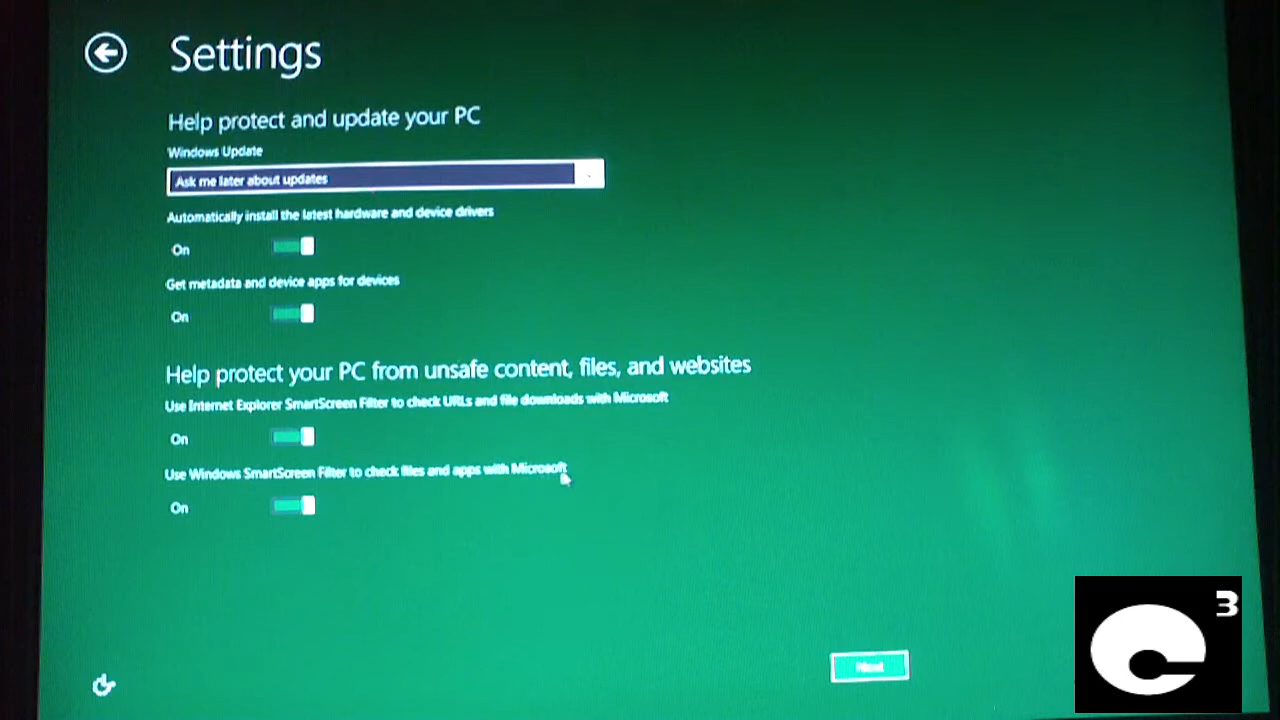 Settings
Help protect and update your PC
Windows Update
Ask me later about updates
Automatically install the latest hardware and device drivers
On
Get metadata and device apps for devices
On
Help protect your PC from unsafe content, files, and websites
Use Internet Explorer SmartScreen Filter to check URLs and file downloads with Microsoft
On
Use Windows SmartScreen Filter to check files and apps with Microsoft
On
Next
e3